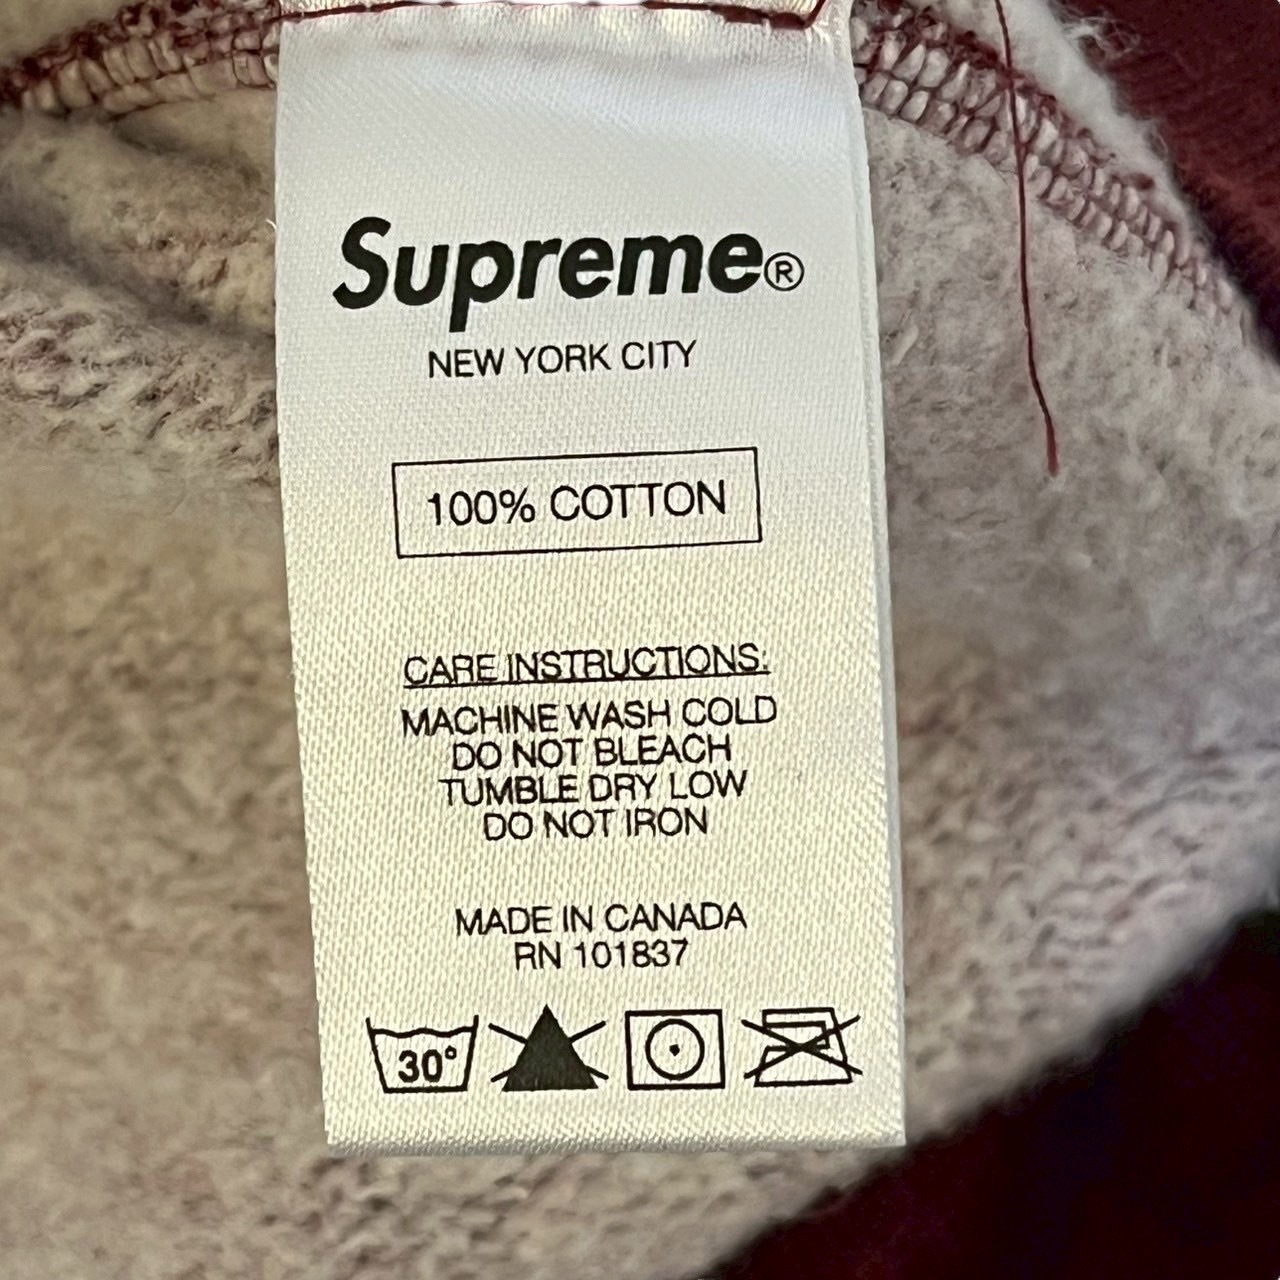 Supreme®
NEW YORK CITY
100% COTTON
CARE INSTRUCTIONS.
MACHINE WASH COLD
DO NOT BLEACH
TUMBLE DRY LOW
DO NOT IRON
MADE IN CANADA
RN 101837
30°